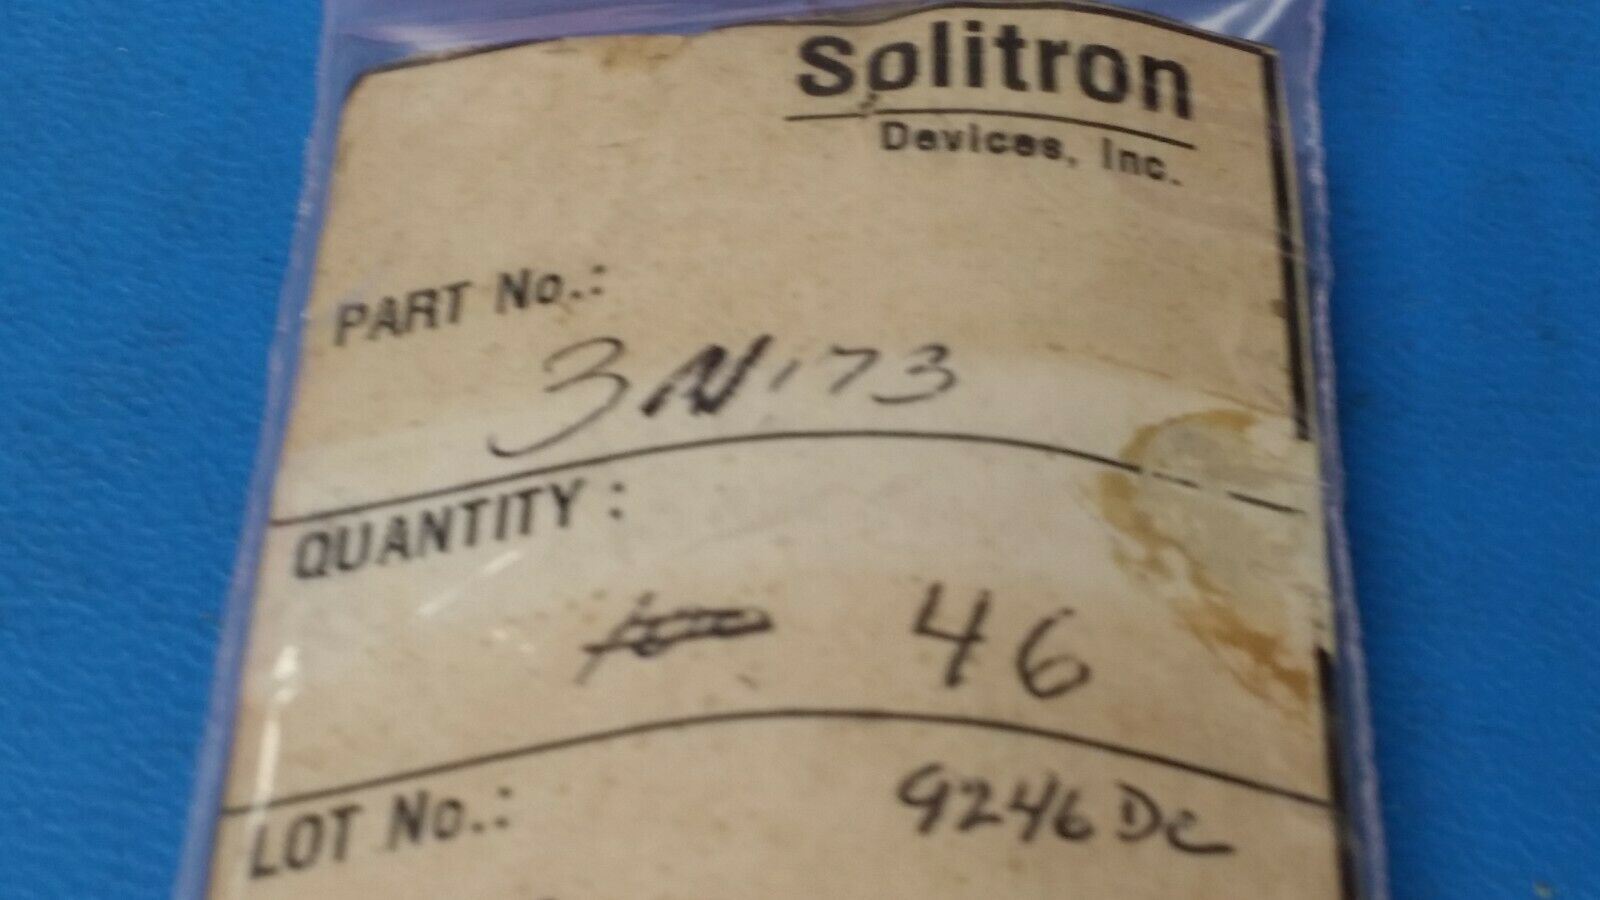 Solitron
Devices, Inc.
PART No.:
3N173
QUANTITY :
46
LOT No.:
9246 DC